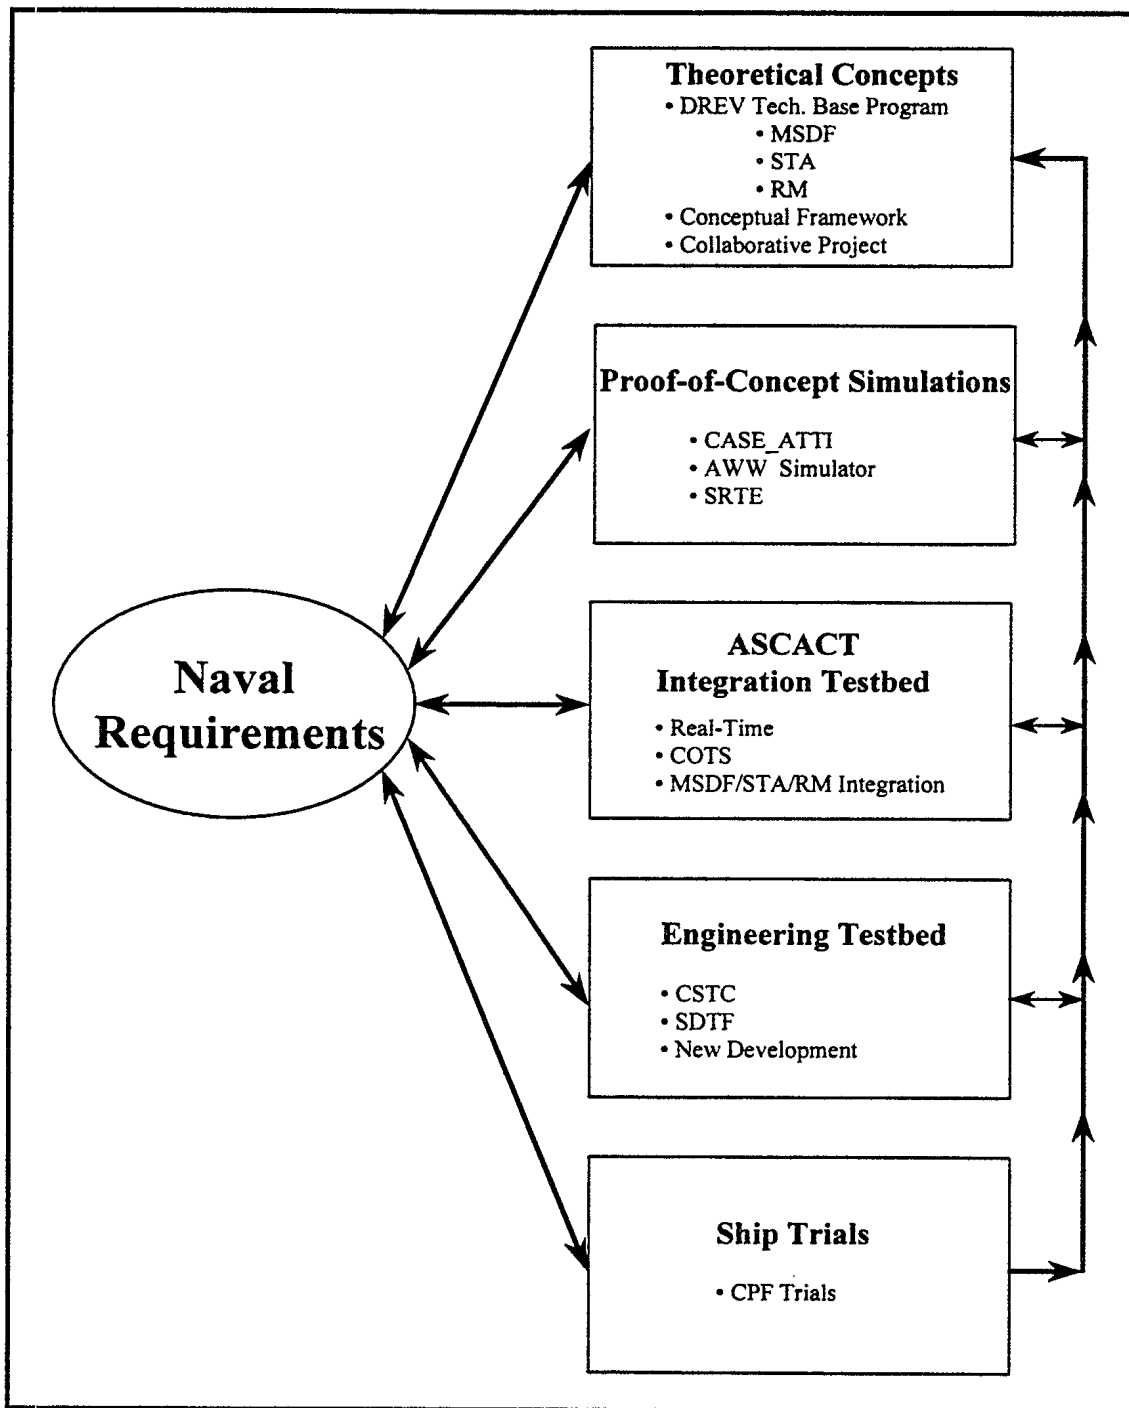 Theoretical Concepts
• DREV Tech. Base Program
• MSDF
• STA
• RM
• Conceptual Framework
• Collaborative Project
Proof-of-Concept Simulations
• CASE_ATTI
• AWW Simulator
• SRTE
Naval
Requirements
ASCACT
Integration Testbed
• Real-Time
• COTS
• MSDF/STA/RM Integration
Engineering Testbed
• CSTC
• SDTF
• New Development
Ship Trials
• CPF Trials